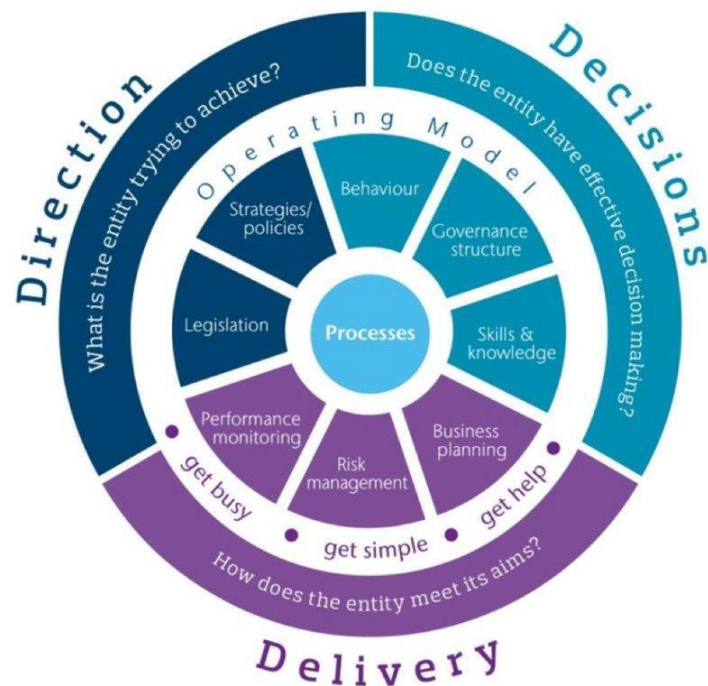 Direction
What is the entity trying to achieve?
Decisions
Does the entity have effective decision making?
Operating Model
Strategies/
policies
Behaviour
Governance
structure
Legislation
Processes
Skills &
knowledge
Performance
monitoring
Risk
management
Business
planning
get busy
get simple
get help
How does the entity meet its aims?
Delivery